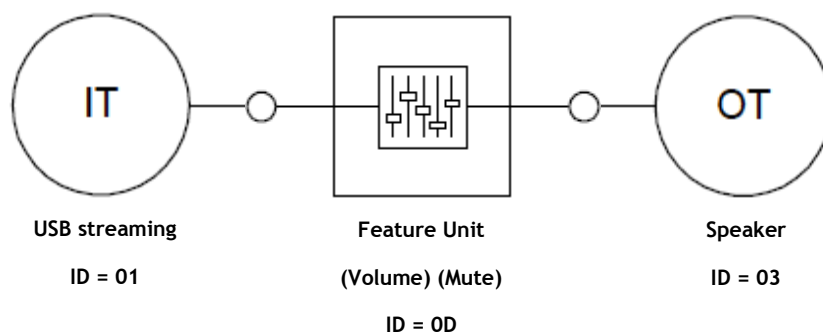 IT
OT
USB streaming
Feature Unit
Speaker
ID = 01
(Volume) (Mute)
ID = 03
ID = 0D